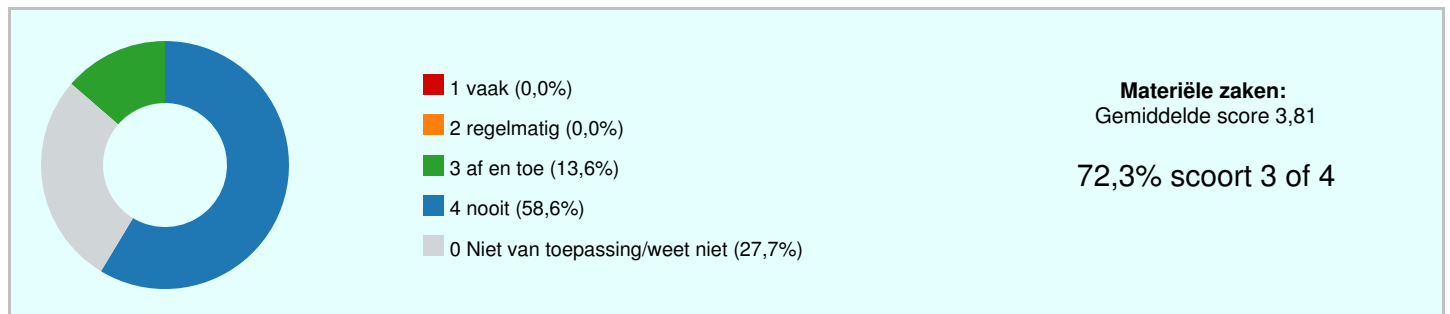 1 vaak (0,0%)
2 regelmatig (0,0%)
3 af en toe (13,6%)
4 nooit (58,6%)
0 Niet van toepassing/weet niet (27,7%)
Materiële zaken:
Gemiddelde score 3,81
72,3% scoort 3 of 4